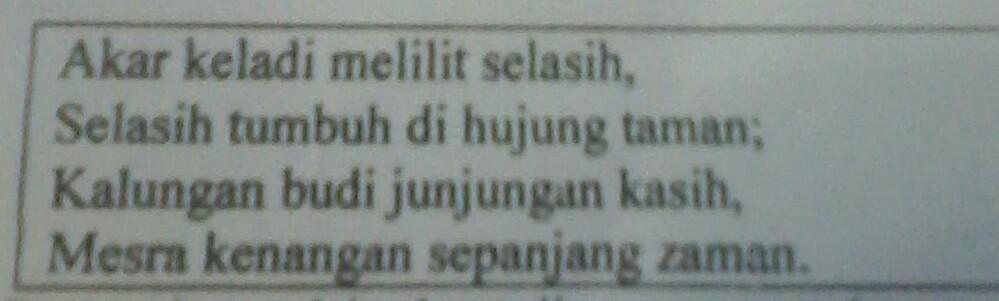 Akar keladi melilit selasih,
Selasih tumbuh di hujung taman;
Kalungan budi junjungan kasih,
Mesra kenangan sepanjang zaman.